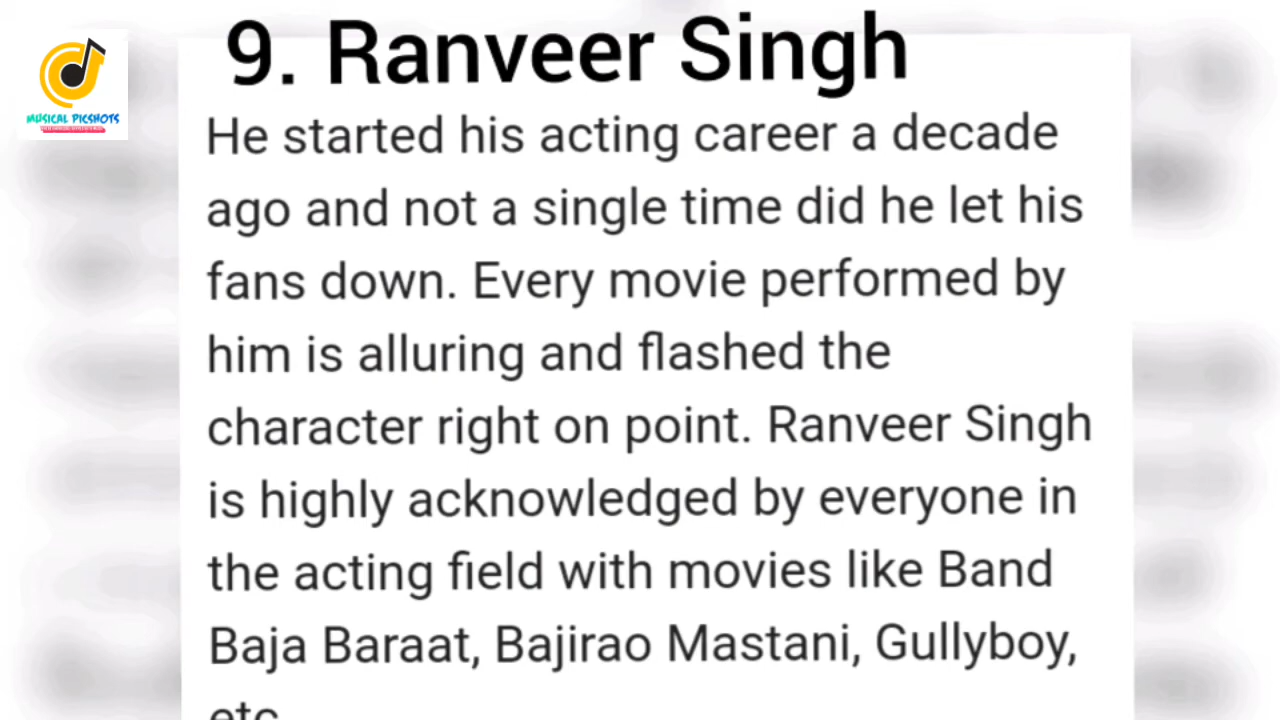 9. Ranveer Singh
MUSICAL PICSHOTS
He started his acting career a decade
ago and not a single time did he let his
fans down. Every movie performed by
him is alluring and flashed the
character right on point. Ranveer Singh
is highly acknowledged by everyone in
the acting field with movies like Band
Baja Baraat, Bajirao Mastani, Gullyboy,
etc